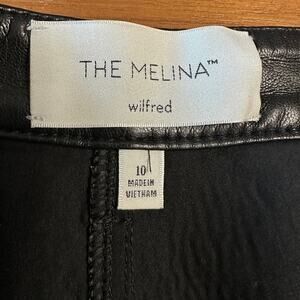 THE MELINA™
wilfred
10
MADE IN
VIETNAM